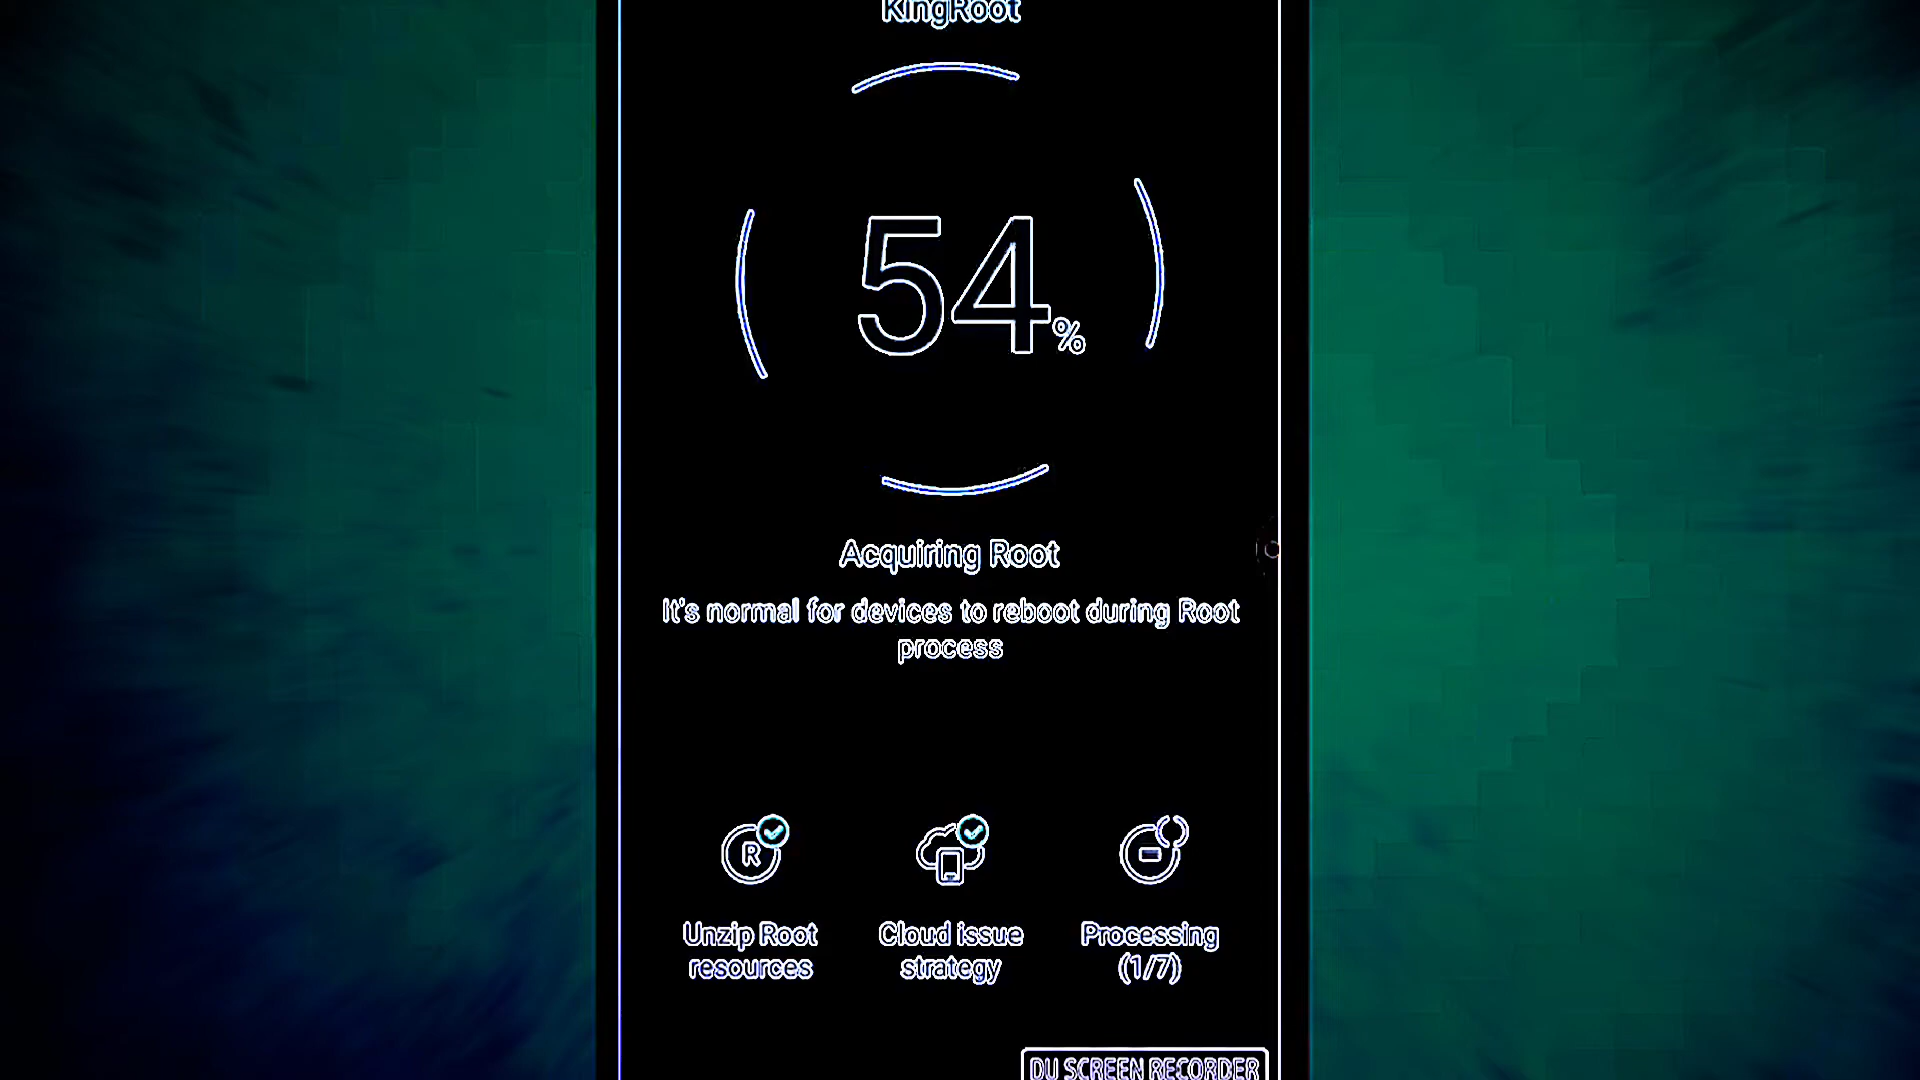 KingRoot
54%
Acquiring Root
It's normal for devices to reboot during Root
process
R
Unzip Root
resources
Cloud issue
strategy
Processing
(1/7)
DU SCREEN RECORDER